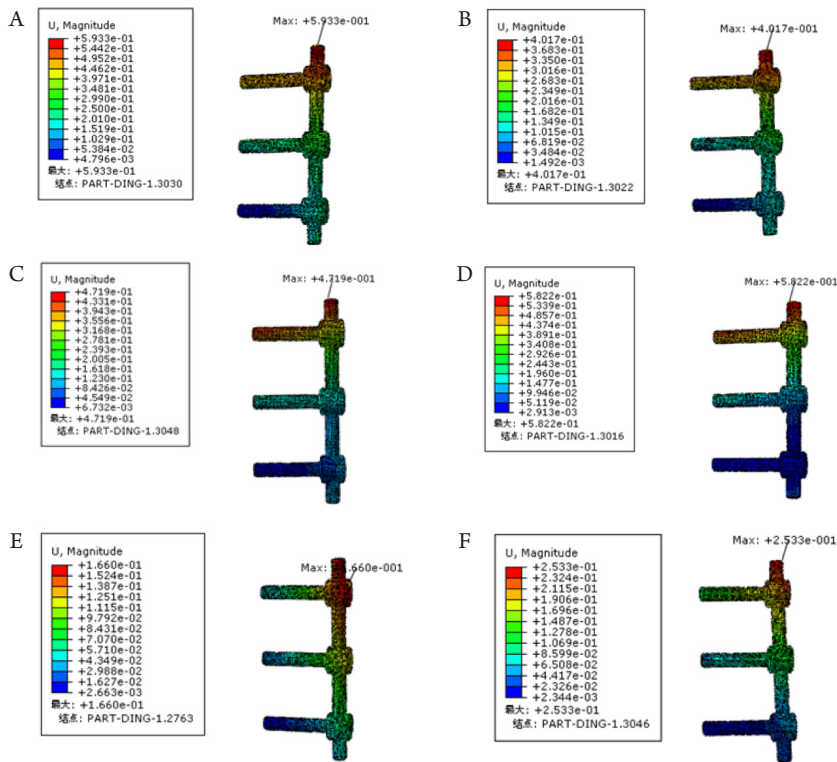 A
U, Magnitude
+5.933e-01
+5.442e-01
+4.952e-01
+4.462e-01
+3.971e-01
+3.481e-01
+2.990e-01
+2.500e-01
+2.010e-01
+1.519e-01
+1.029e-01
+5.384e-02
+4.796e-03
最大: +5.933e-01
结点: PART-DING-1.3030
Max: +5.933e-001
B
U, Magnitude
+4.017e-01
+3.683e-01
+3.350e-01
+3.016e-01
+2.683e-01
+2.349e-01
+2.016e-01
+1.682e-01
+1.349e-01
+1.015e-01
+6.819e-02
+3.484e-02
+1.492e-03
最大: +4.017e-01
结点: PART-DING-1.3022
Max: +4.017e-001
C
U, Magnitude
+4.719e-01
+4.331e-01
+3.943e-01
+3.556e-01
+3.168e-01
+2.781e-01
+2.393e-01
+2.005e-01
+1.618e-01
+1.230e-01
+8.426e-02
+4.549e-02
+6.732e-03
最大: +4.719e-01
结点: PART-DING-1.3048
Max: +4.719e-001
D
U, Magnitude
+5.822e-01
+5.339e-01
+4.857e-01
+4.374e-01
+3.891e-01
+3.408e-01
+2.926e-01
+2.443e-01
+1.960e-01
+1.477e-01
+9.946e-02
+5.119e-02
+2.913e-03
最大: +5.822e-01
结点: PART-DING-1.3016
Max: +5.822e-001
E
U, Magnitude
+1.660e-01
+1.524e-01
+1.387e-01
+1.251e-01
+1.115e-01
+9.792e-02
+8.431e-02
+7.070e-02
+5.710e-02
+4.349e-02
+2.988e-02
+1.627e-02
+2.663e-03
最大: +1.660e-01
结点: PART-DING-1.2763
Max: .660e-001
F
U, Magnitude
+2.533e-01
+2.324e-01
+2.115e-01
+1.906e-01
+1.696e-01
+1.487e-01
+1.278e-01
+1.069e-01
+8.599e-02
+6.508e-02
+4.417e-02
+2.326e-02
+2.344e-03
最大: +2.533e-01
结点: PART-DING-1.3046
Max: +2.533e-001